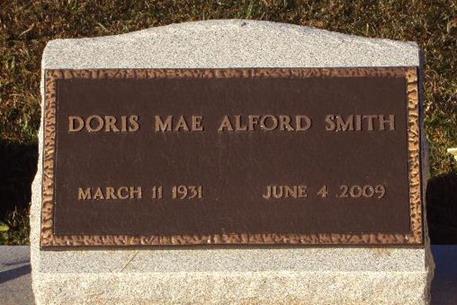 DORIS MAE ALFORD SMITH
MARCH 11 1931 JUNE 4 2009